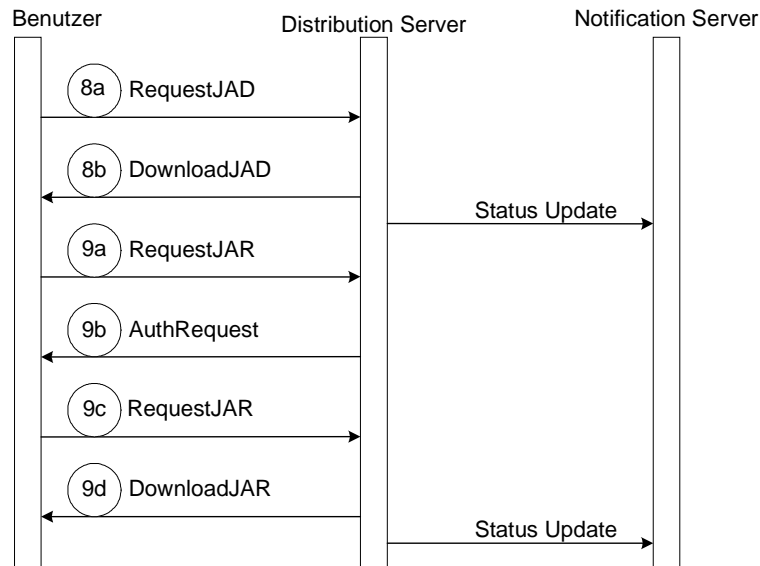 Benutzer
Distribution Server
Notification Server
8a RequestJAD
8b DownloadJAD
Status Update
9a RequestJAR
9b AuthRequest
9c RequestJAR
9d DownloadJAR
Status Update